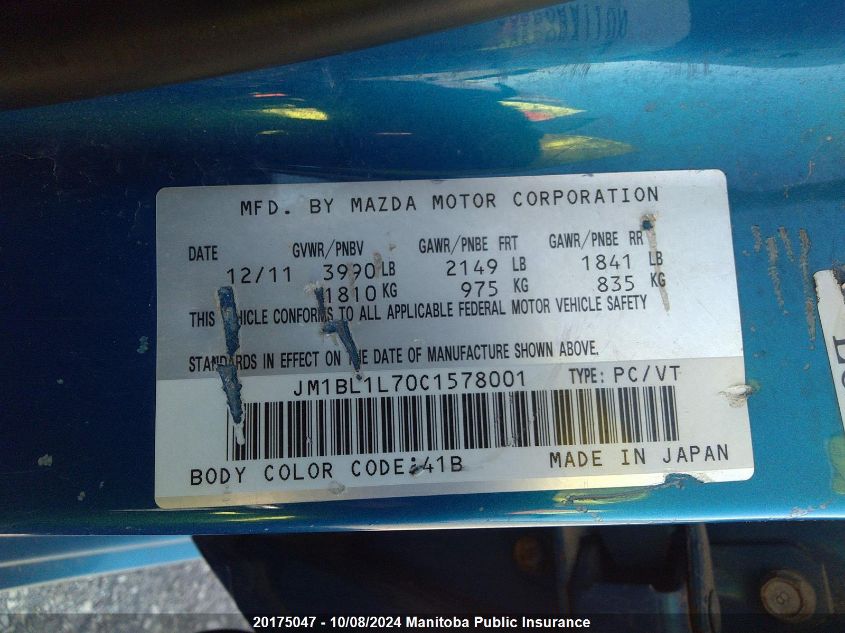 MFD. BY MAZDA MOTOR CORPORATION
DATE GVWR/PNBV GAWR/PNBE FRT GAWR/PNBE RR
12/11 3990 LB 2149 LB 1841 LB
1810 KG 975 KG 835 KG
THIS VEHICLE CONFORMS TO ALL APPLICABLE FEDERAL MOTOR VEHICLE SAFETY
STANDARDS IN EFFECT ON THE DATE OF MANUFACTURE SHOWN ABOVE.
JM1BL1L70C1578001 TYPE: PC/VT
BODY COLOR CODE:41B MADE IN JAPAN
20175047 - 10/08/2024 Manitoba Public Insurance